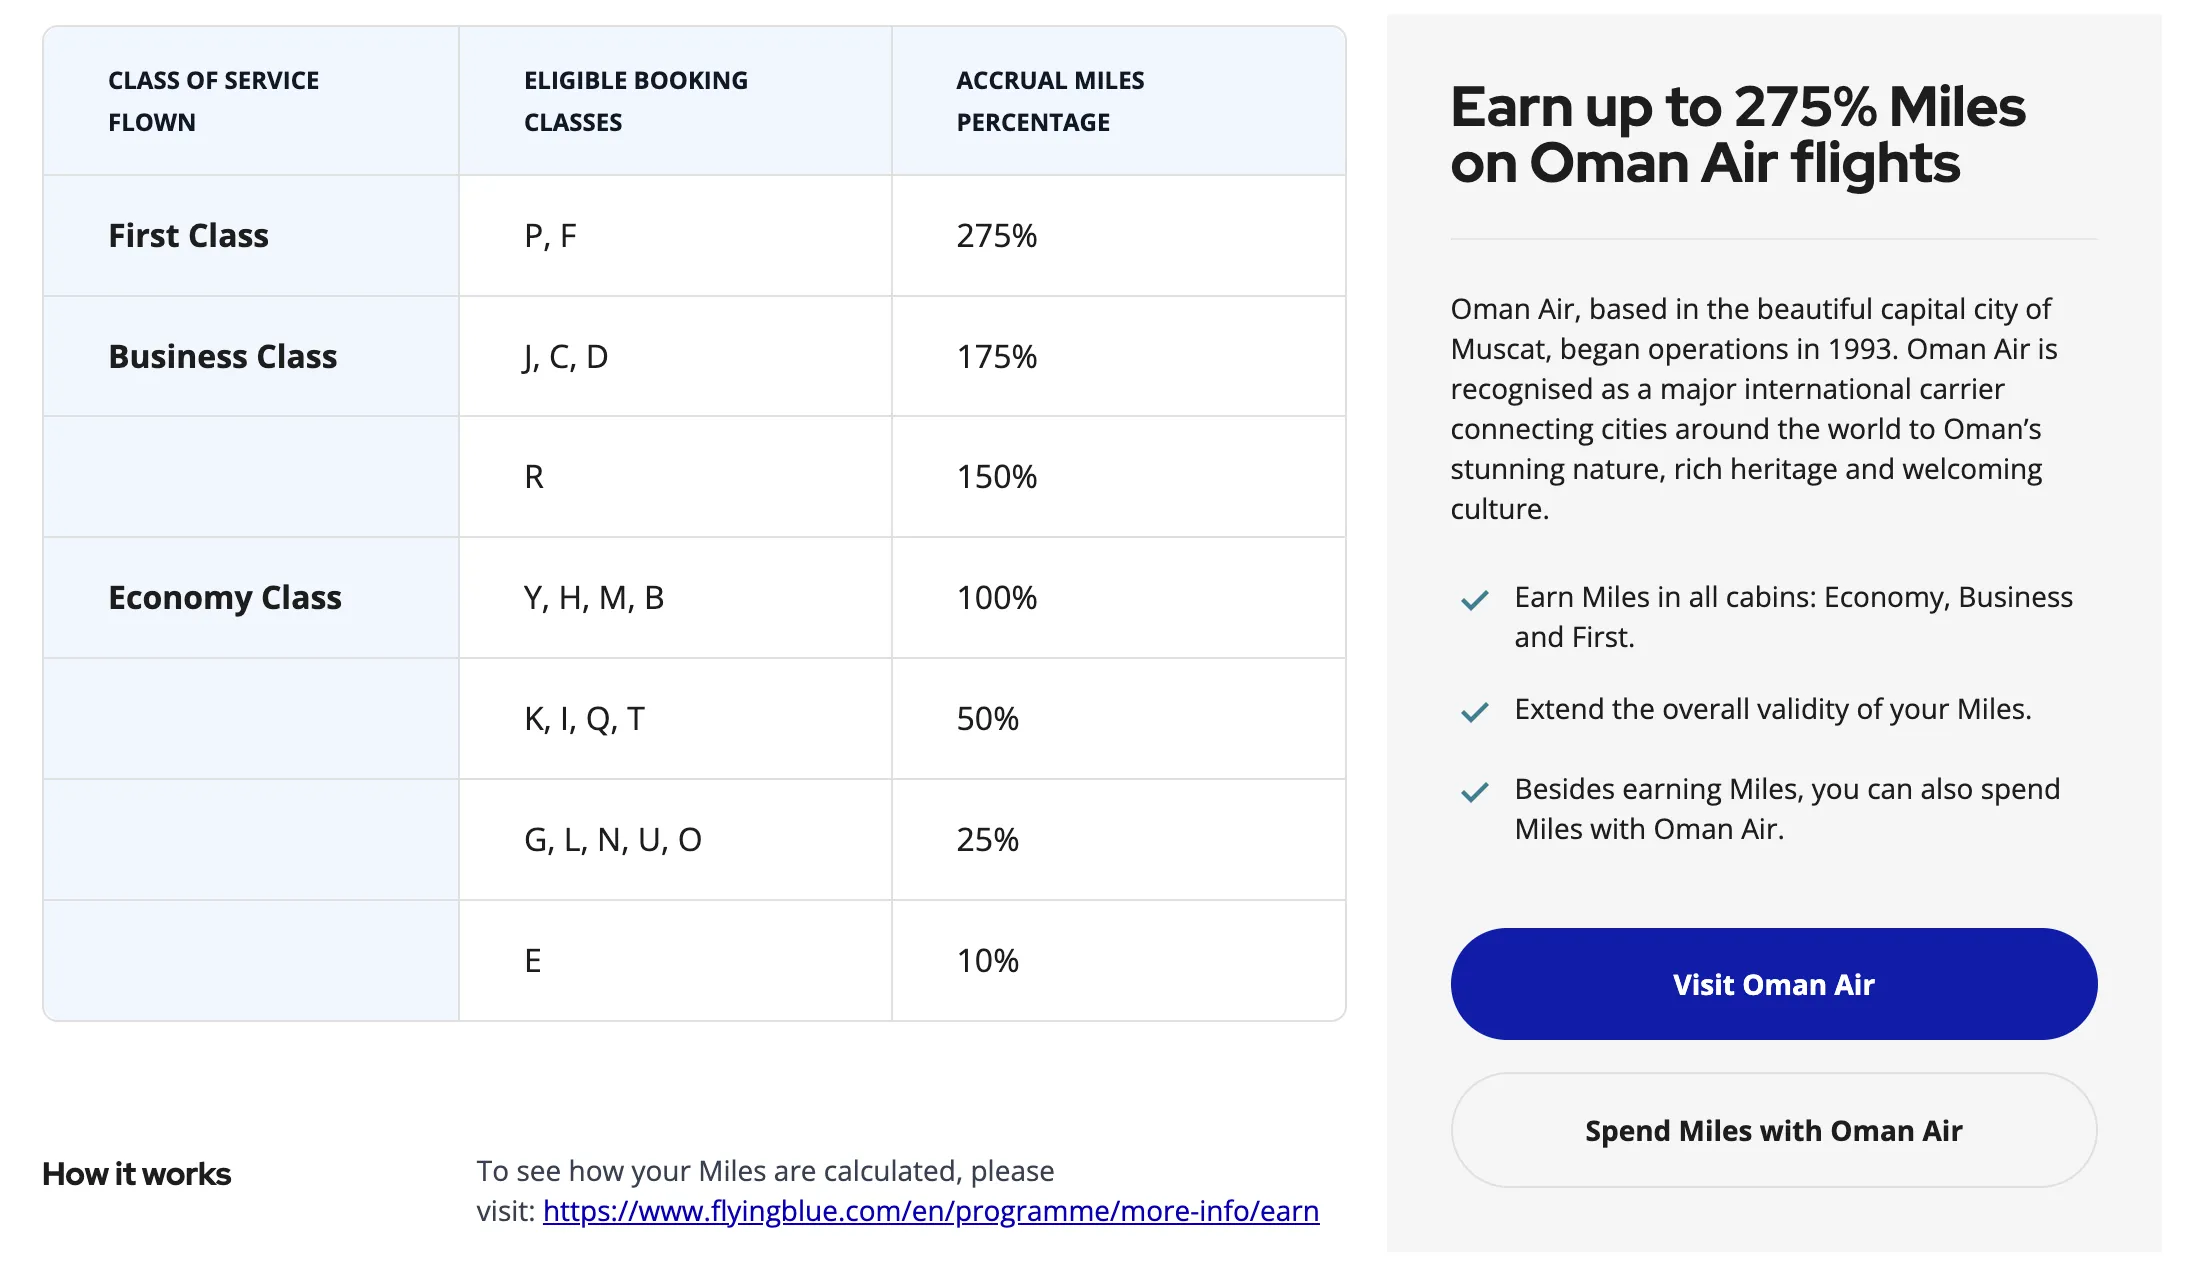 CLASS OF SERVICE
FLOWN
ELIGIBLE BOOKING
CLASSES
ACCRUAL MILES
PERCENTAGE
First Class
P, F
275%
Business Class
J, C, D
175%
R
150%
Economy Class
Y, H, M, B
100%
K, I, Q, T
50%
G, L, N, U, O
25%
E
10%
How it works
To see how your Miles are calculated, please
visit: https://www.flyingblue.com/en/programme/more-info/earn
Earn up to 275% Miles
on Oman Air flights
Oman Air, based in the beautiful capital city of
Muscat, began operations in 1993. Oman Air is
recognised as a major international carrier
connecting cities around the world to Oman’s
stunning nature, rich heritage and welcoming
culture.
Earn Miles in all cabins: Economy, Business
and First.
Extend the overall validity of your Miles.
Besides earning Miles, you can also spend
Miles with Oman Air.
Visit Oman Air
Spend Miles with Oman Air